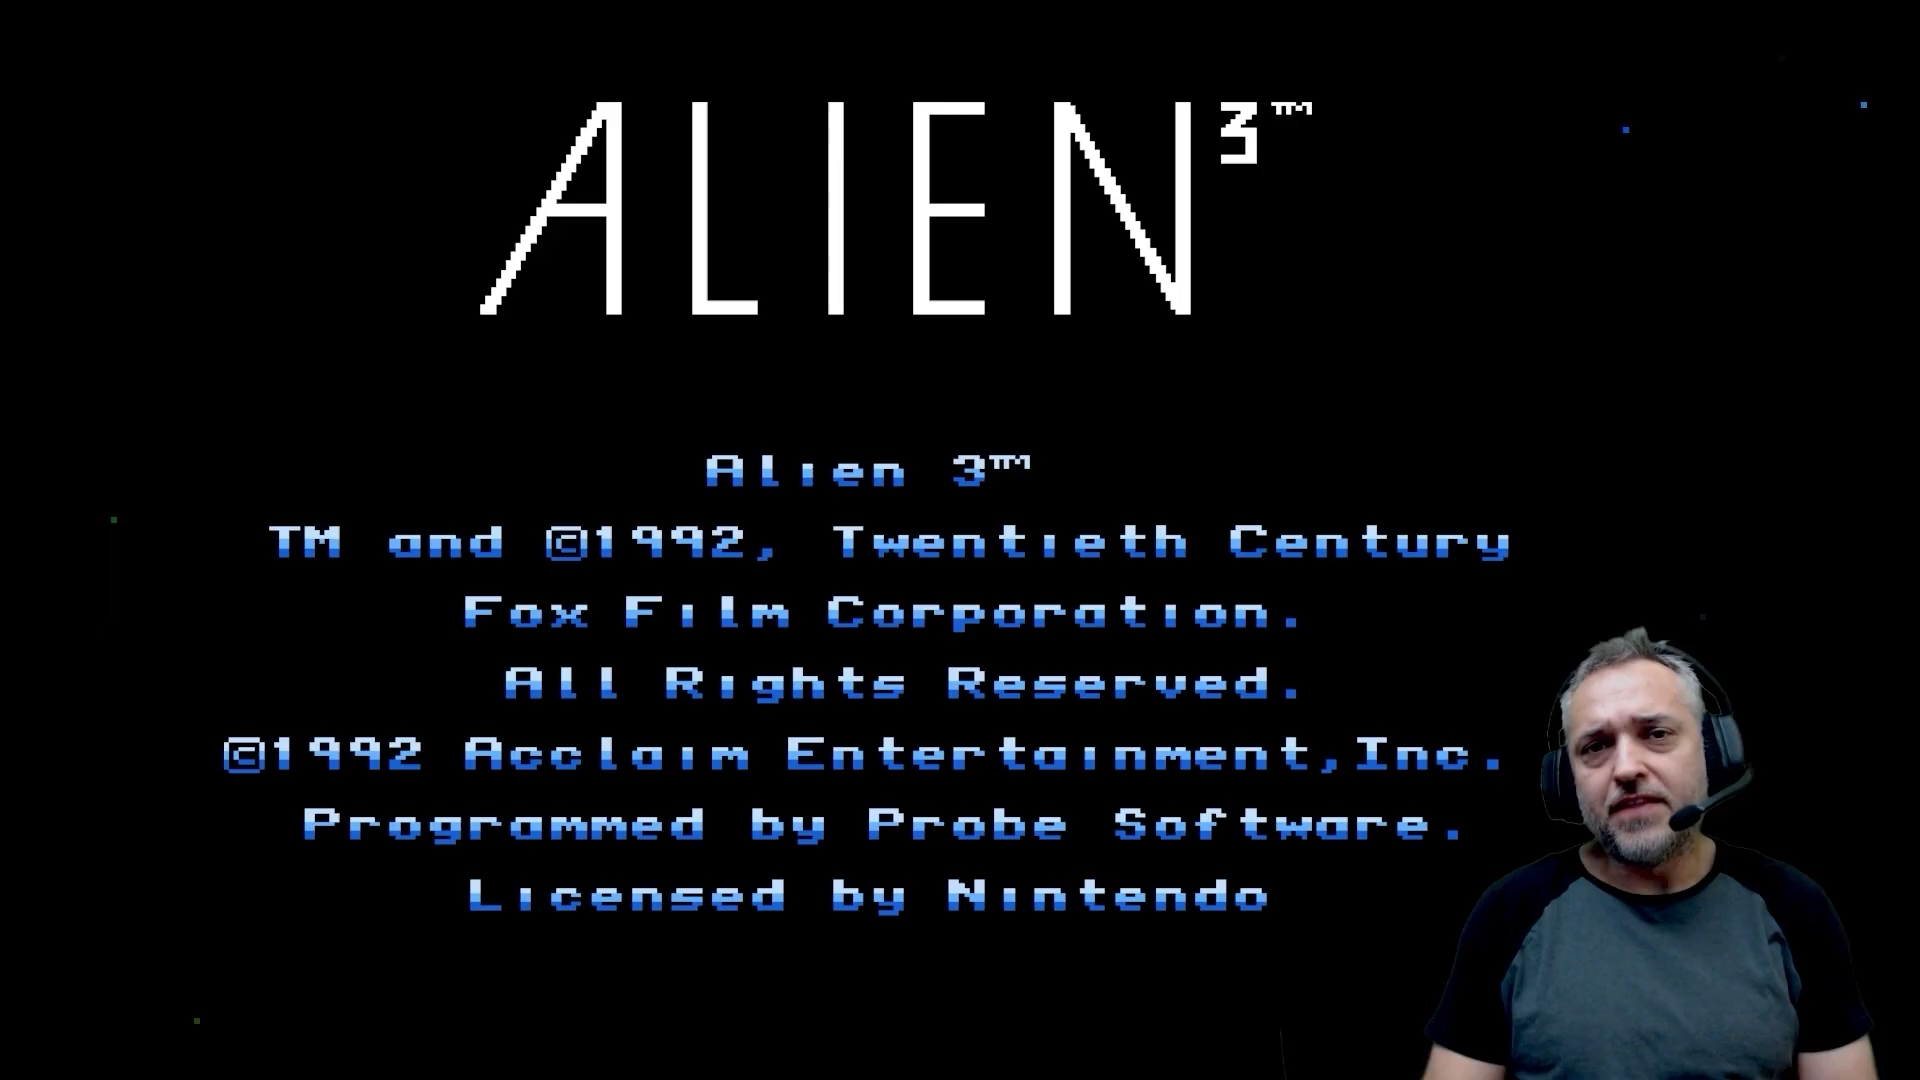 ALIEN³™
Alien 3™
TM and ©1992, Twentieth Century
Fox Film Corporation.
All Rights Reserved.
©1992 Acclaim Entertainment,Inc.
Programmed by Probe Software.
Licensed by Nintendo